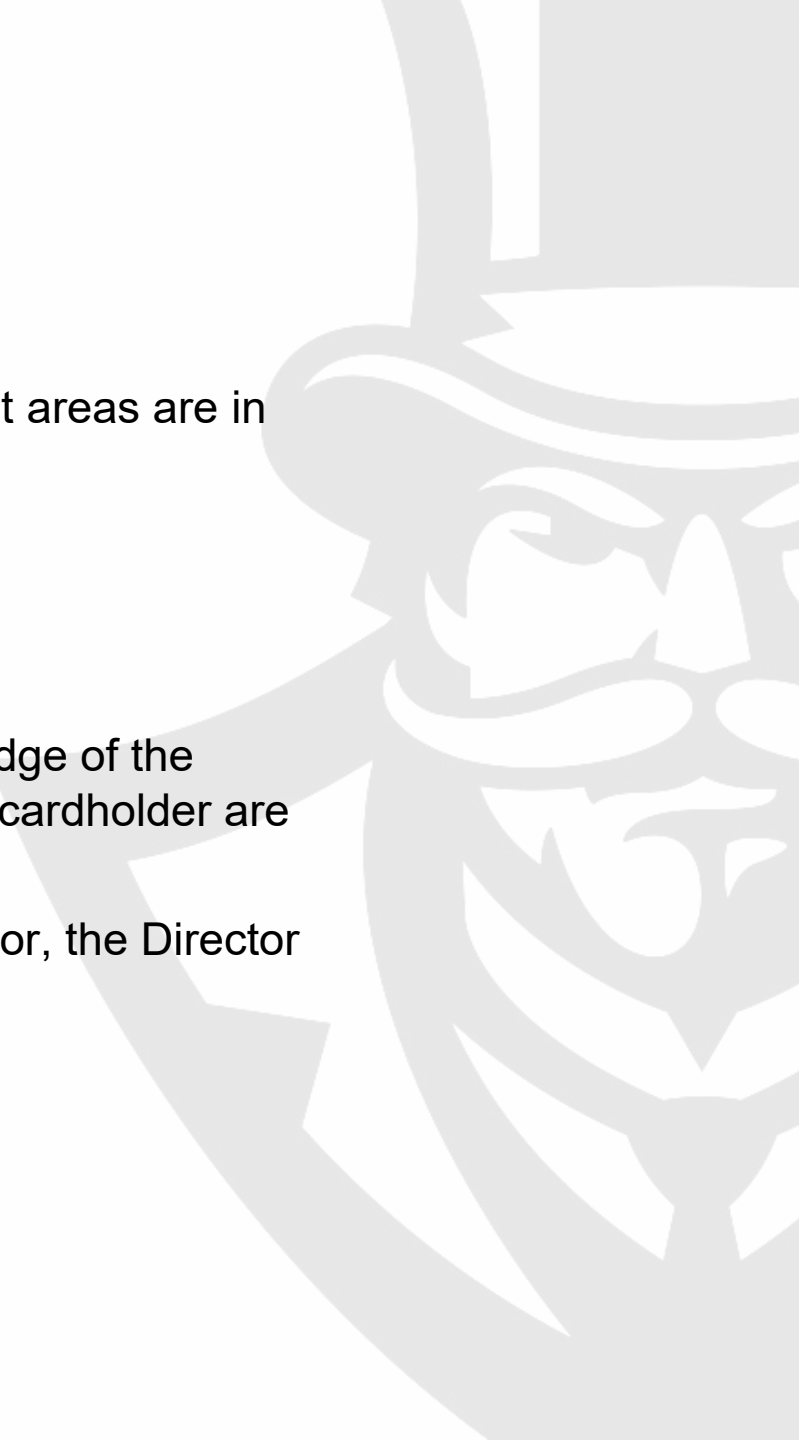 t areas are in
dge of the
cardholder are
or, the Director